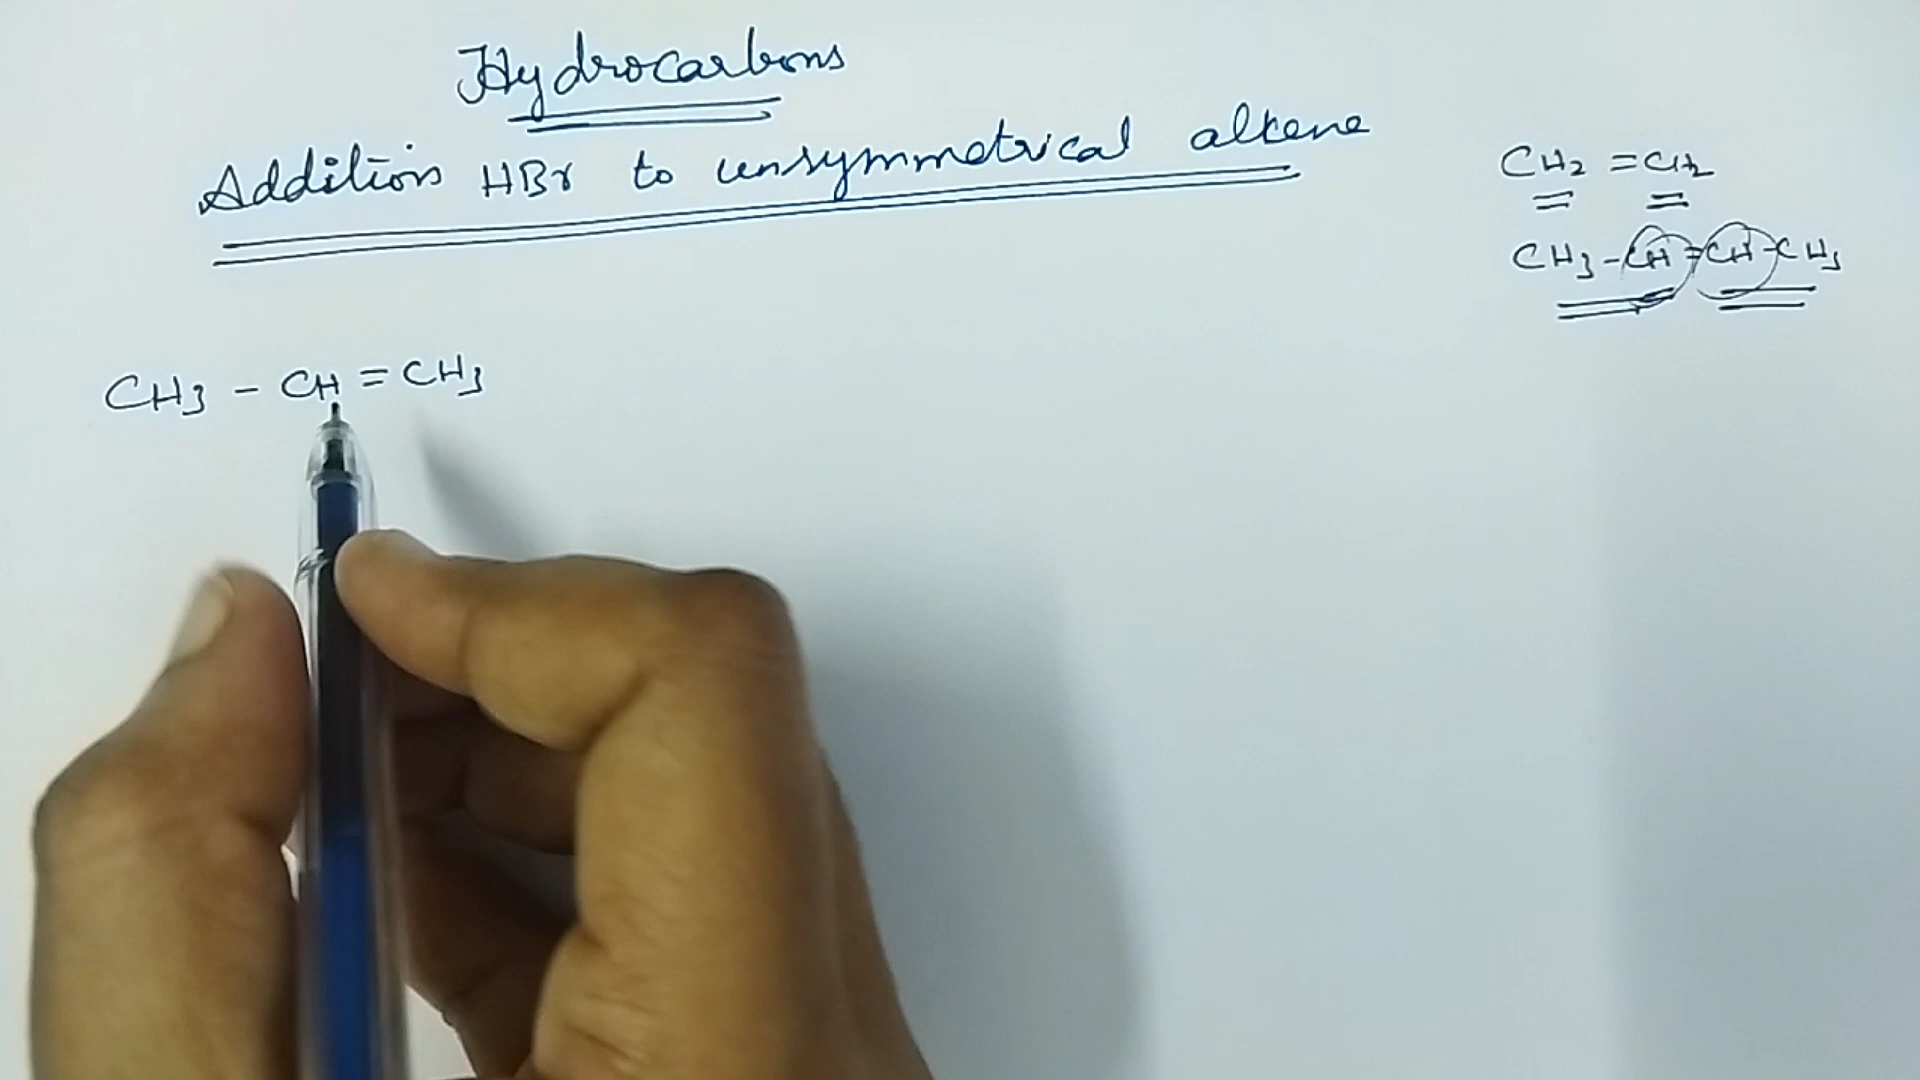 Hydrocarbons
Addition HBr to unsymmetrical alkene
CH2 = CH2
CH3 - CH = CH - CH3
CH3 - CH = CH3